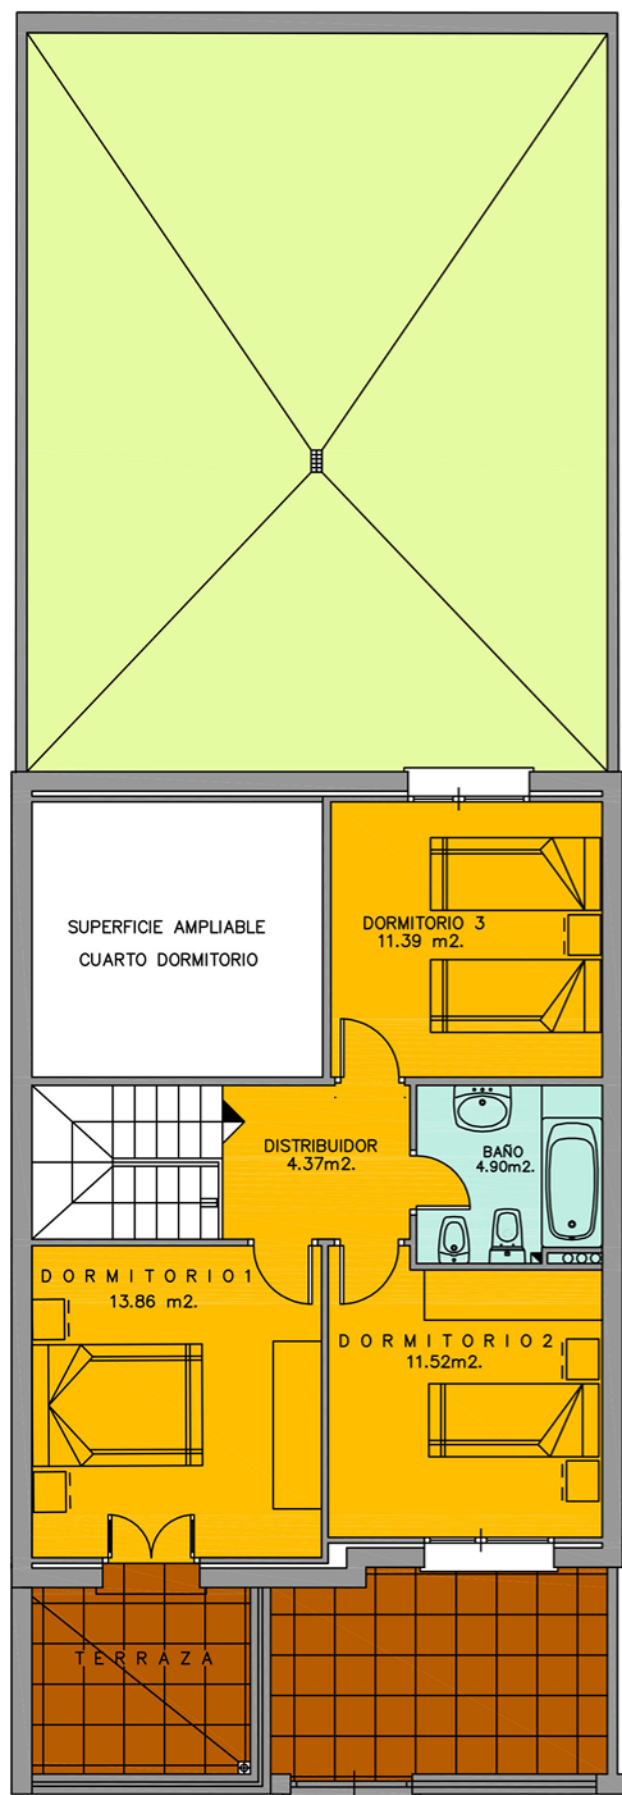 SUPERFICIE AMPLIABLE
CUARTO DORMITORIO
DORMITORIO 3
11.39 m2.
DISTRIBUIDOR
4.37m2.
BAÑO
4.90m2.
DORMITORIO1
13.86 m2.
DORMITORIO2
11.52m2.
TERRAZA